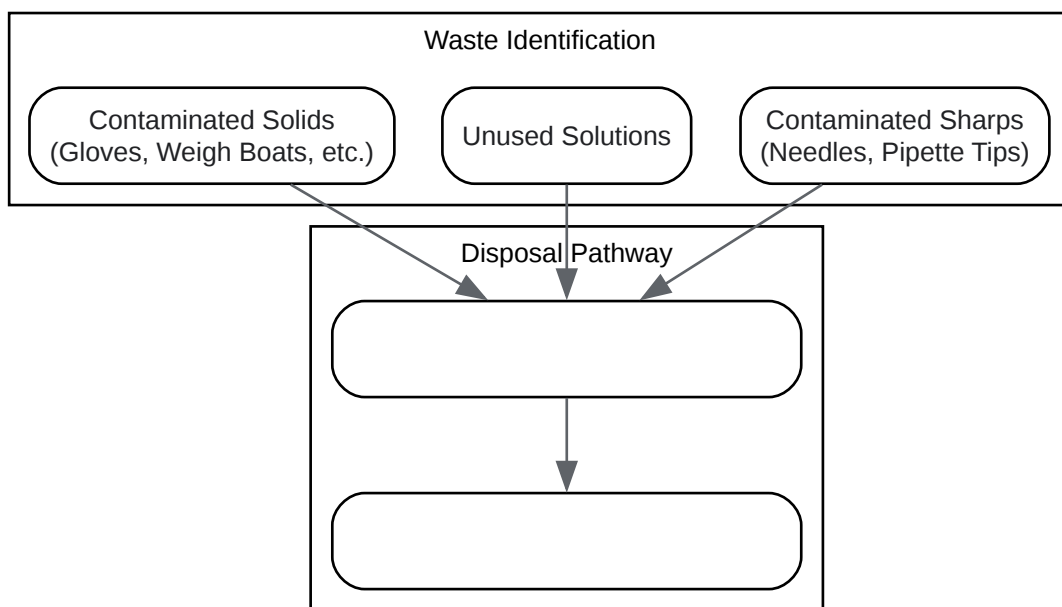 Waste Identification
Contaminated Solids
(Gloves, Weigh Boats, etc.)
Unused Solutions
Contaminated Sharps
(Needles, Pipette Tips)
Disposal Pathway